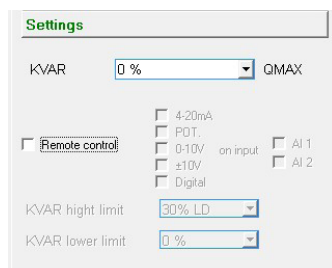 Settings
KVAR 0 % QMAX
4-20mA
POT.
Remote control 0-10V on input AI 1
±10V AI 2
Digital
KVAR hight limit 30% LD
KVAR lower limit 0 %